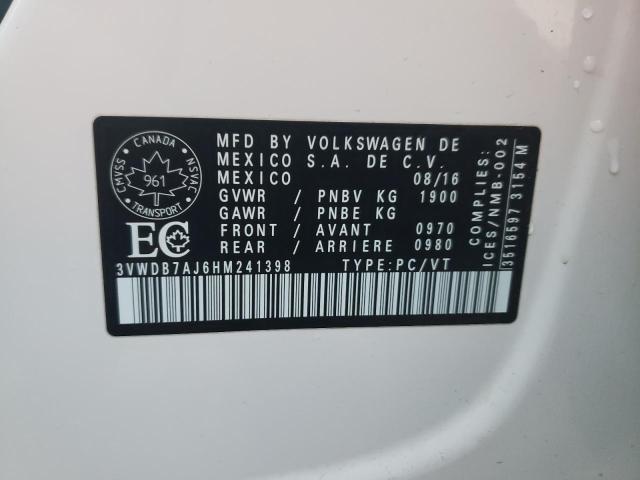 CANADA
CMVSS
NSVAC
961
TRANSPORT
EC
MFD BY VOLKSWAGEN DE
MEXICO S.A. DE C.V.
MEXICO 08/16
GVWR / PNBV KG 1900
GAWR / PNBE KG
FRONT / AVANT 0970
REAR / ARRIERE 0980
3VWDB7AJ6HM241398 TYPE:PC/VT
COMPLIES:
ICES/NMB-002
3516597 3154 M